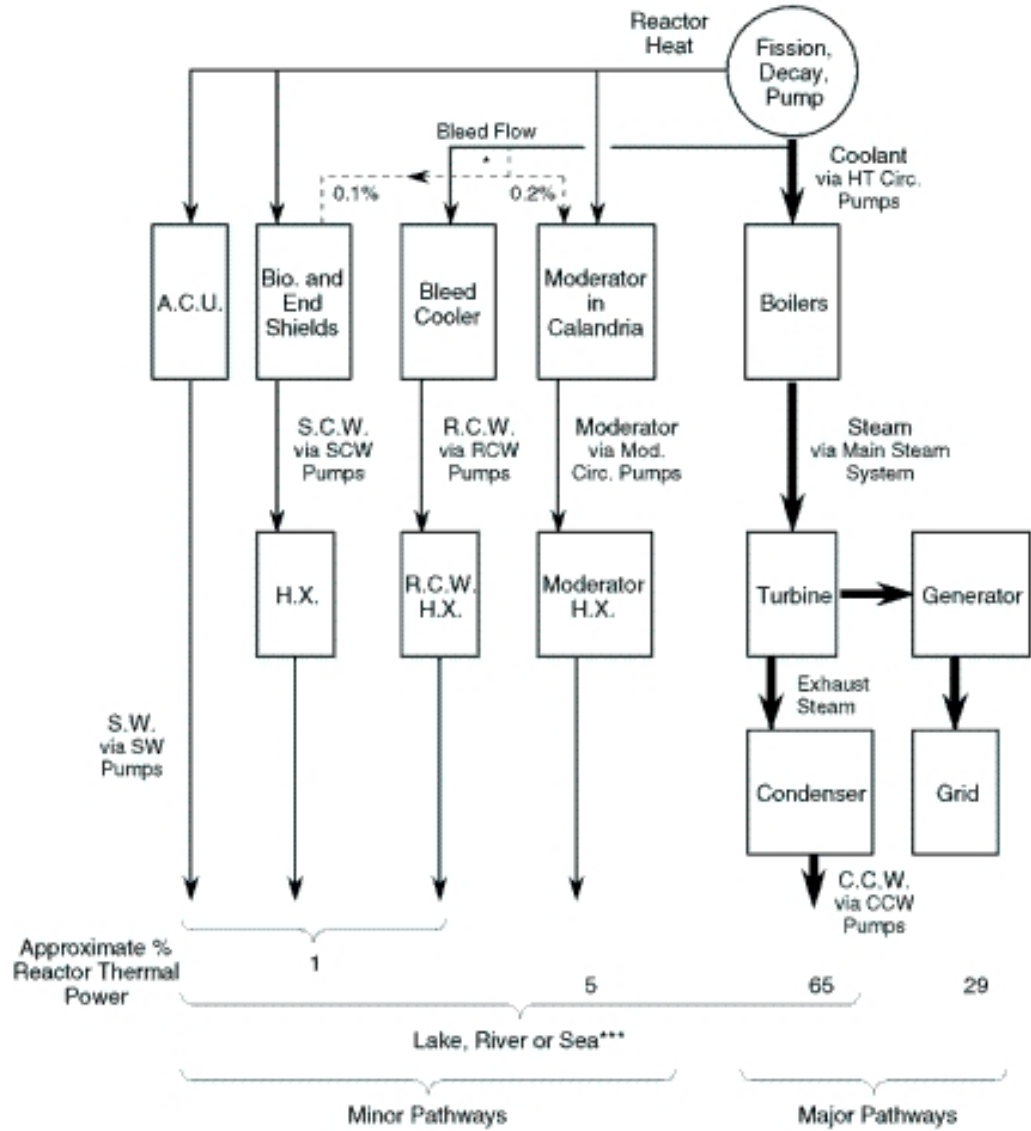 Reactor
Heat
Fission,
Decay,
Pump
Bleed Flow
*
0.1%
0.2%
Coolant
via HT Circ.
Pumps
A.C.U.
Bio. and
End
Shields
Bleed
Cooler
Moderator
in
Calandria
Boilers
S.C.W.
via SCW
Pumps
R.C.W.
via RCW
Pumps
Moderator
via Mod.
Circ. Pumps
Steam
via Main Steam
System
H.X.
R.C.W.
H.X.
Moderator
H.X.
Turbine
Generator
Exhaust
Steam
S.W.
via SW
Pumps
Condenser
Grid
C.C.W.
via CCW
Pumps
Approximate %
Reactor Thermal
Power
1
5
65
29
Lake, River or Sea***
Minor Pathways
Major Pathways